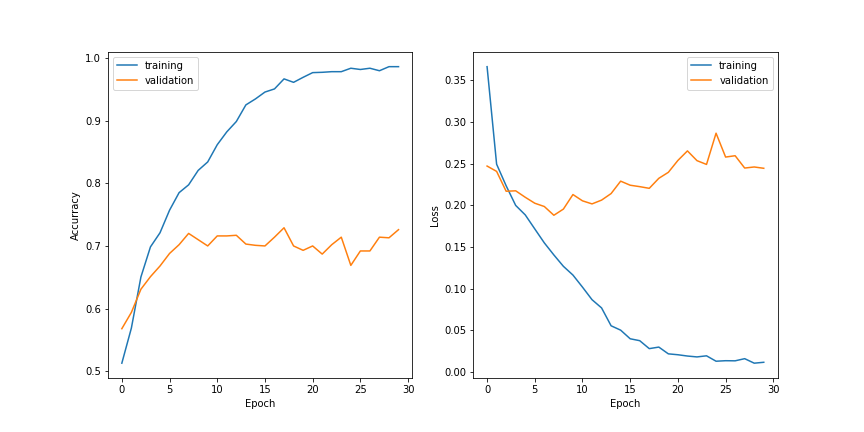 training
validation
1.0
0.9
0.8
0.7
0.6
0.5
Accurracy
0 5 10 15 20 25 30
Epoch
training
validation
0.35
0.30
0.25
0.20
0.15
0.10
0.05
0.00
Loss
0 5 10 15 20 25 30
Epoch